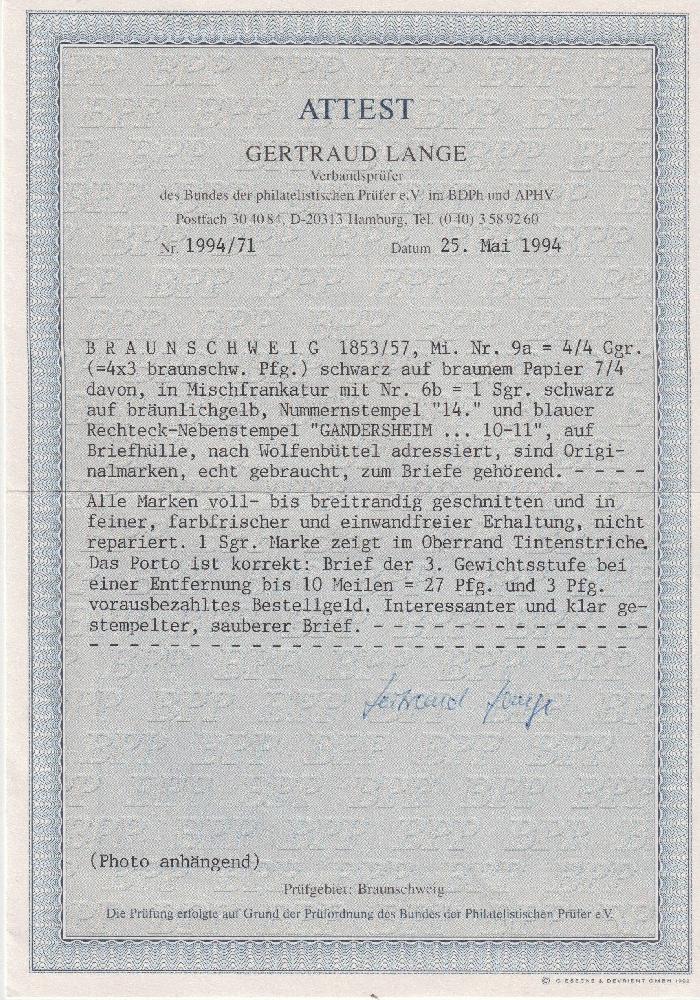 ATTEST
GERTRAUD LANGE
Verbandsprüfer
des Bundes der philatelistischen Prüfer e.V. im BDPh und APHV
Postfach 30 40 84, D-20313 Hamburg, Tel. (0 40) 3 58 92 60
Nr. 1994/71 Datum 25. Mai 1994
B R A U N S C H W E I G 1853/57, Mi. Nr. 9a = 4/4 Ggr.
(=4x3 braunschw. Pfg.) schwarz auf braunem Papier 7/4
davon, in Mischfrankatur mit Nr. 6b = 1 Sgr. schwarz
auf bräunlichgelb, Nummernstempel "14." und blauer
Rechteck-Nebenstempel "GANDERSHEIM ... 10-11", auf
Briefhülle, nach Wolfenbüttel adressiert, sind Origi-
nalmarken, echt gebraucht, zum Briefe gehörend. - - - -
Alle Marken voll- bis breitrandig geschnitten und in
feiner, farbfrischer und einwandfreier Erhaltung, nicht
repariert. 1 Sgr. Marke zeigt im Oberrand Tintenstriche.
Das Porto ist korrekt: Brief der 3. Gewichtsstufe bei
einer Entfernung bis 10 Meilen = 27 Pfg. und 3 Pfg.
vorausbezahltes Bestellgeld. Interessanter und klar ge-
stempelter, sauberer Brief. - - - - - - - - - - - - - -
- - - - - - - - - - - - - - - - - - - - - - - - - - - -
Gertraud Lange
(Photo anhängend)
Prüfgebiet: Braunschweig
Die Prüfung erfolgte auf Grund der Prüfordnung des Bundes der Philatelistischen Prüfer e.V.
© GIESECKE & DEVRIENT GMBH